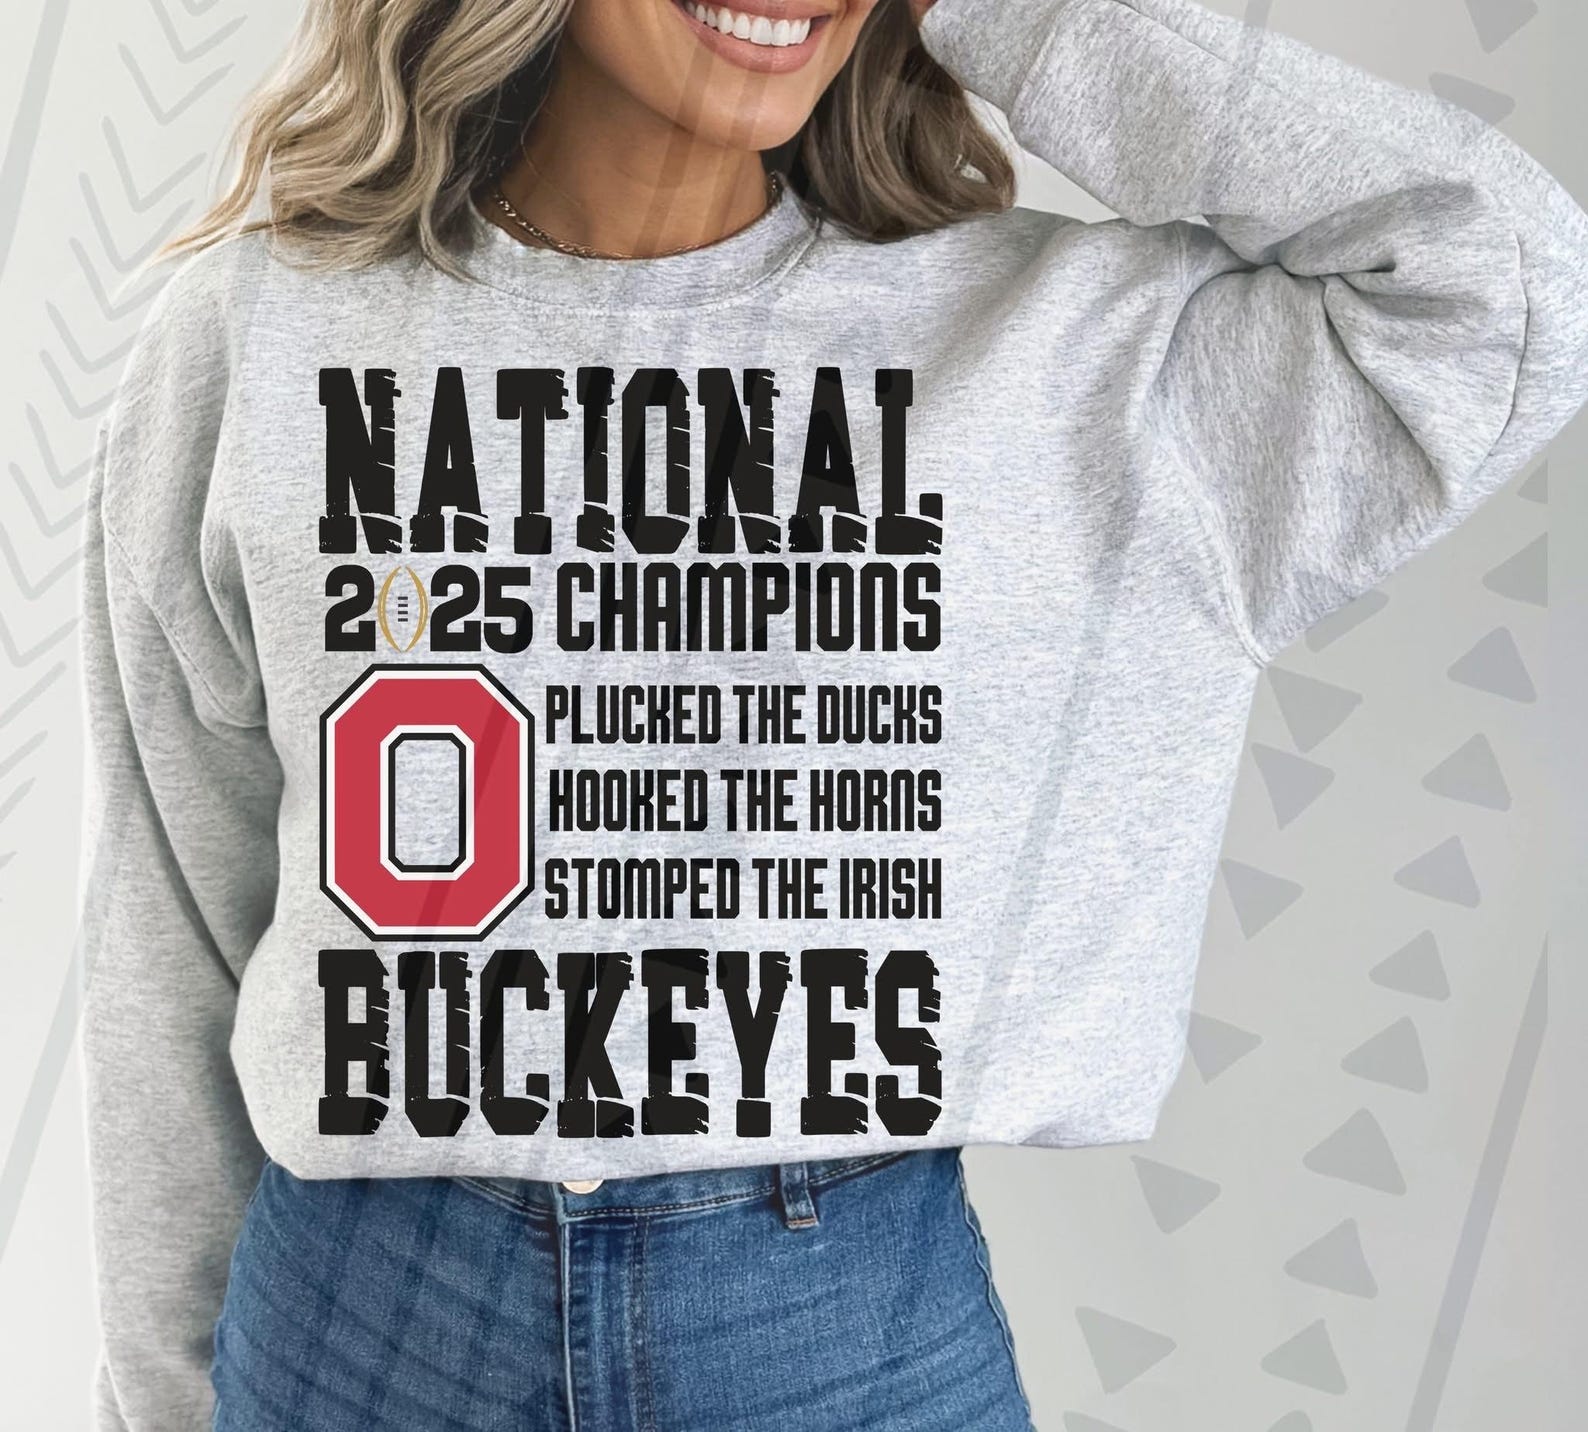 NATIONAL
2025 CHAMPIONS
O
PLUCKED THE DUCKS
HOOKED THE HORNS
STOMPED THE IRISH
BUCKEYES